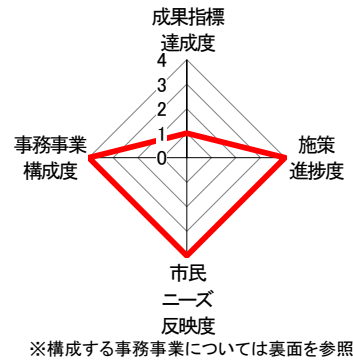 成果指標
達成度
4
3
2
1
0
事務事業
構成度
施策
進捗度
市民
ニーズ
反映度
※構成する事務事業については裏面を参照